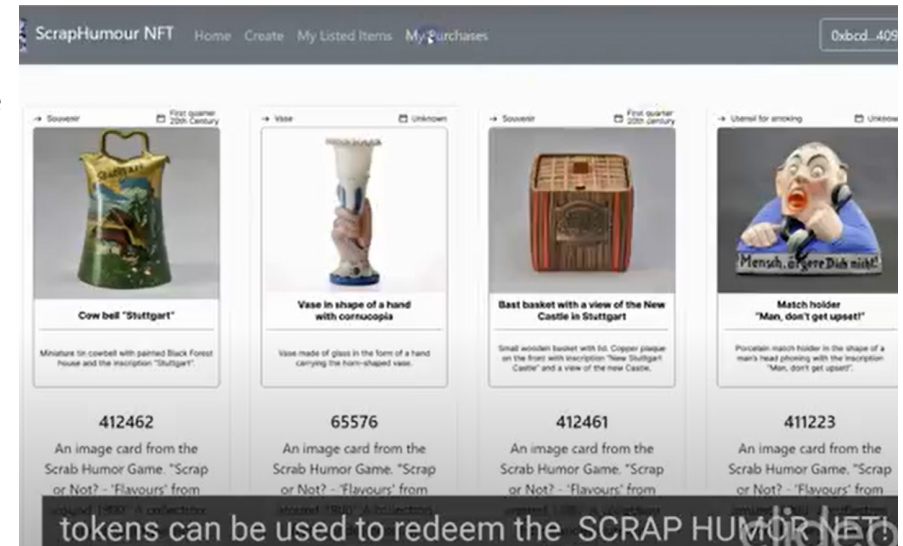 ScrapHumour NFT Home Create My Listed Items My Purchases 0xbcd...409
→ Souvenir First quarter 20th Century
Stuttgart
Cow bell "Stuttgart"
Miniature tin cowbell with painted Black Forest
house and the inscription "Stuttgart".
412462
An image card from the
Scrab Humor Game. "Scrap
or Not? - 'Flavours' from
around 1900" A collection
→ Vase Unknown
Vase in shape of a hand
with cornucopia
Vase made of glass in the form of a hand
carrying the horn-shaped vase.
65576
An image card from the
Scrab Humor Game. "Scrap
or Not? - 'Flavours' from
around 1900" A collection
→ Souvenir First quarter 20th Century
Bast basket with a view of the New
Castle in Stuttgart
Small wooden basket with lid. Copper plaque
on the front with inscription "New Stuttgart
Castle" and a view of the new Castle.
412461
An image card from the
Scrab Humor Game. "Scrap
or Not? - 'Flavours' from
→ Utensil for smoking Unknow
Mensch, ärgere Dich nicht!
Match holder
"Man, don't get upset!"
Porcelain match holder in the shape of a
man's head phoning with the inscription
"Man, don't get upset!".
411223
An image card from the
Scrab Humor Game. "Scrap
or Not? - 'Flavours' from
tokens can be used to redeem the SCRAP HUMOR NFT!